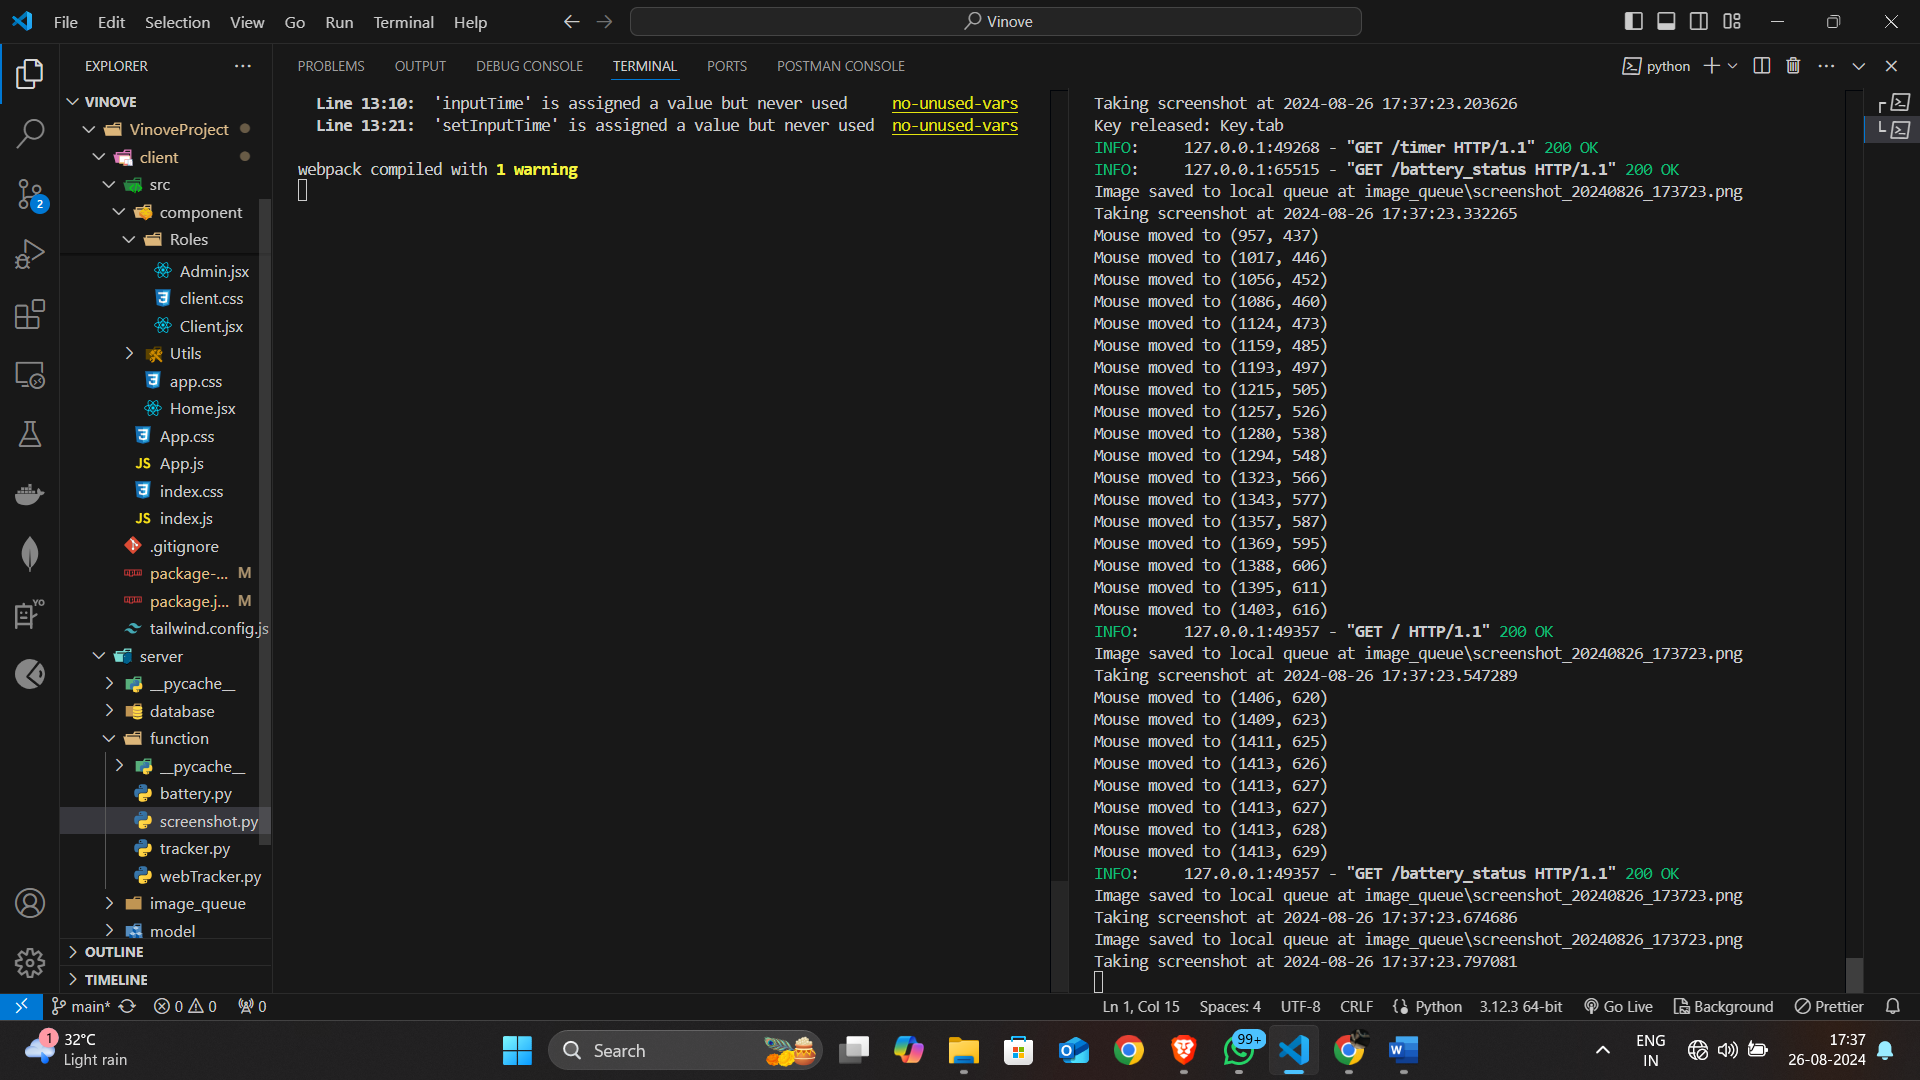 File Edit Selection View Go Run Terminal Help
Vinove
EXPLORER
VINOVE
VinoveProject
client
src
component
Roles
Admin.jsx
client.css
Client.jsx
Utils
app.css
Home.jsx
App.css
JS App.js
index.css
JS index.js
.gitignore
package-... M
package.j... M
tailwind.config.js
server
__pycache__
database
function
__pycache__
battery.py
screenshot.py
tracker.py
webTracker.py
image_queue
model
OUTLINE
TIMELINE
2
YO
PROBLEMS OUTPUT DEBUG CONSOLE TERMINAL PORTS POSTMAN CONSOLE
python
Line 13:10: 'inputTime' is assigned a value but never used no-unused-vars
Line 13:21: 'setInputTime' is assigned a value but never used no-unused-vars
webpack compiled with 1 warning
Taking screenshot at 2024-08-26 17:37:23.203626
Key released: Key.tab
INFO: 127.0.0.1:49268 - "GET /timer HTTP/1.1" 200 OK
INFO: 127.0.0.1:65515 - "GET /battery_status HTTP/1.1" 200 OK
Image saved to local queue at image_queue\screenshot_20240826_173723.png
Taking screenshot at 2024-08-26 17:37:23.332265
Mouse moved to (957, 437)
Mouse moved to (1017, 446)
Mouse moved to (1056, 452)
Mouse moved to (1086, 460)
Mouse moved to (1124, 473)
Mouse moved to (1159, 485)
Mouse moved to (1193, 497)
Mouse moved to (1215, 505)
Mouse moved to (1257, 526)
Mouse moved to (1280, 538)
Mouse moved to (1294, 548)
Mouse moved to (1323, 566)
Mouse moved to (1343, 577)
Mouse moved to (1357, 587)
Mouse moved to (1369, 595)
Mouse moved to (1388, 606)
Mouse moved to (1395, 611)
Mouse moved to (1403, 616)
INFO: 127.0.0.1:49357 - "GET / HTTP/1.1" 200 OK
Image saved to local queue at image_queue\screenshot_20240826_173723.png
Taking screenshot at 2024-08-26 17:37:23.547289
Mouse moved to (1406, 620)
Mouse moved to (1409, 623)
Mouse moved to (1411, 625)
Mouse moved to (1413, 626)
Mouse moved to (1413, 627)
Mouse moved to (1413, 627)
Mouse moved to (1413, 628)
Mouse moved to (1413, 629)
INFO: 127.0.0.1:49357 - "GET /battery_status HTTP/1.1" 200 OK
Image saved to local queue at image_queue\screenshot_20240826_173723.png
Taking screenshot at 2024-08-26 17:37:23.674686
Image saved to local queue at image_queue\screenshot_20240826_173723.png
Taking screenshot at 2024-08-26 17:37:23.797081
main* 0 0 0 Ln 1, Col 15 Spaces: 4 UTF-8 CRLF Python 3.12.3 64-bit Go Live Background Prettier
1 32°C
Light rain
Search
99+
ENG
IN
17:37
26-08-2024